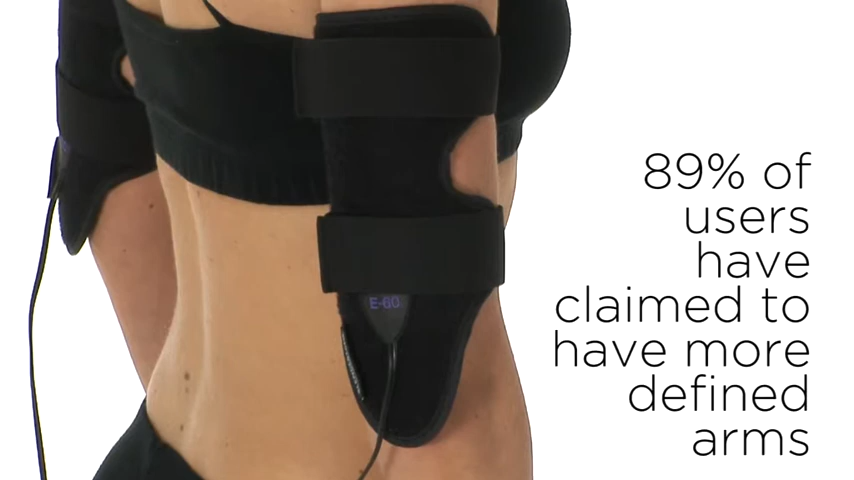 E-60
89% of
users
have
claimed to
have more
defined
arms